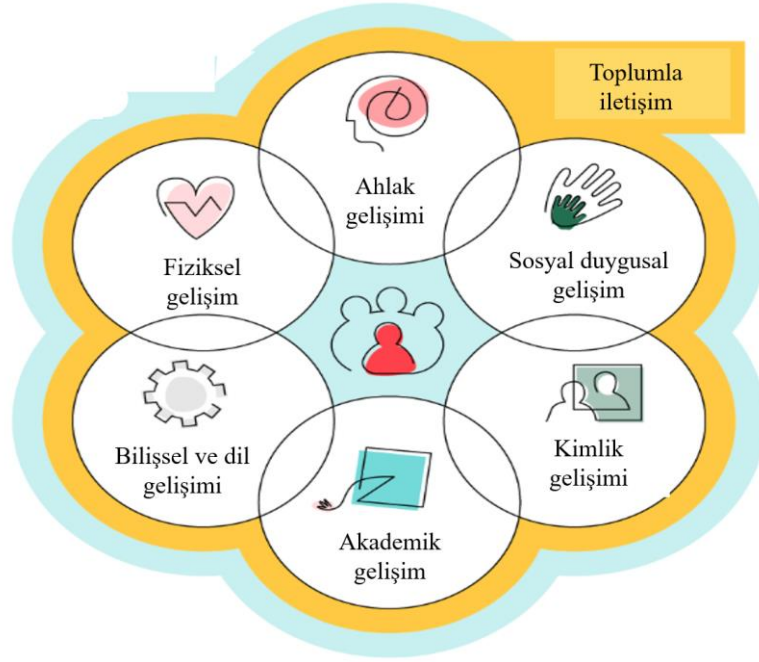 Toplumla
iletişim
Ahlak
gelişimi
Fiziksel
gelişim
Sosyal duygusal
gelişim
Bilişsel ve dil
gelişimi
Kimlik
gelişimi
Akademik
gelişim